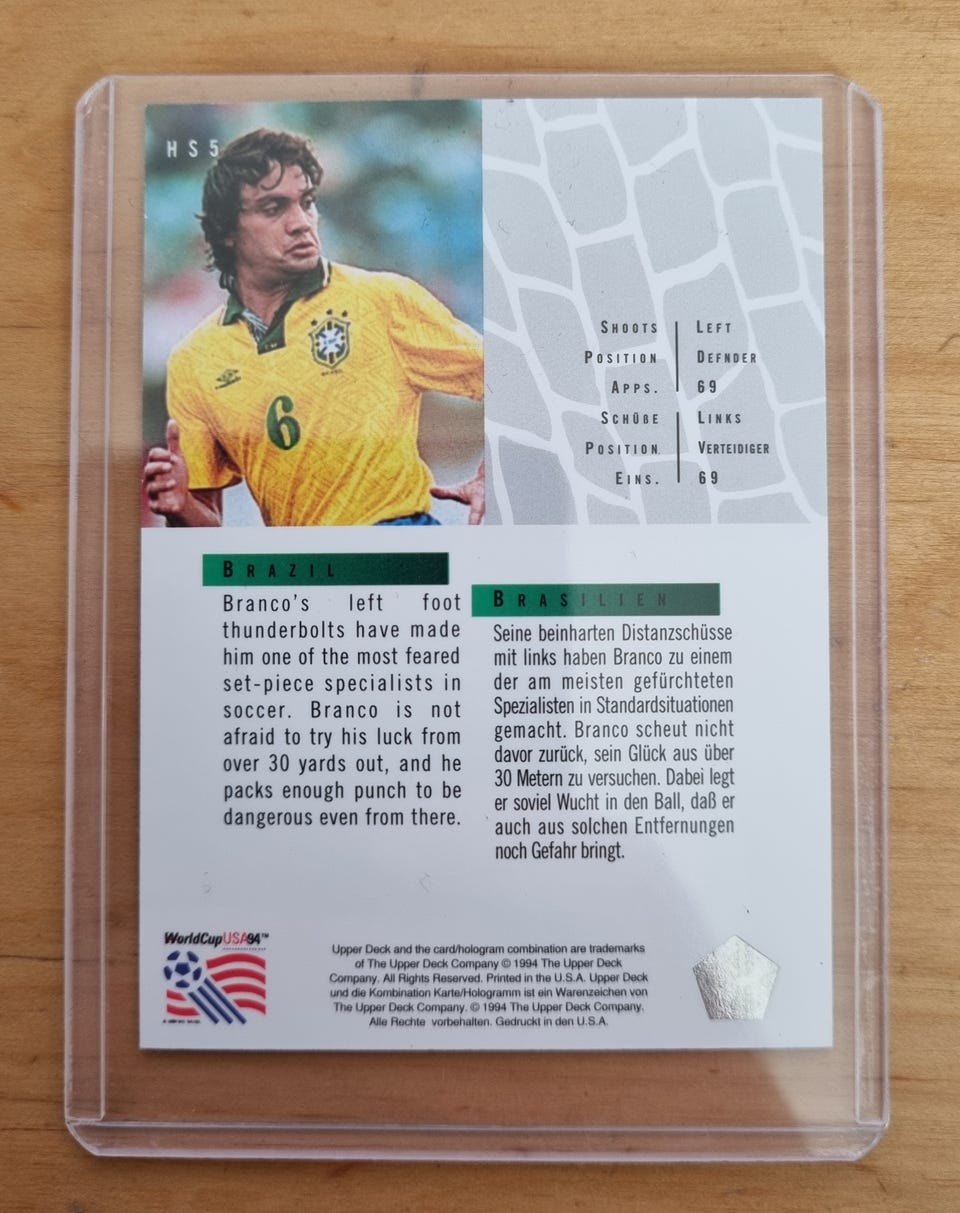 HS5
6
BRASIL
SHOOTS LEFT
POSITION DEFNDER
APPS. 69
SCHÜßE LINKS
POSITION VERTEIDIGER
EINS. 69
BRAZIL
Branco's left foot
thunderbolts have made
him one of the most feared
set-piece specialists in
soccer. Branco is not
afraid to try his luck from
over 30 yards out, and he
packs enough punch to be
dangerous even from there.
BRASILIEN
Seine beinharten Distanzschüsse
mit links haben Branco zu einem
der am meisten gefürchteten
Spezialisten in Standardsituationen
gemacht. Branco scheut nicht
davor zurück, sein Glück aus über
30 Metern zu versuchen. Dabei legt
er soviel Wucht in den Ball, daß er
auch aus solchen Entfernungen
noch Gefahr bringt.
WorldCupUSA94™
Upper Deck and the card/hologram combination are trademarks
of The Upper Deck Company © 1994 The Upper Deck
Company. All Rights Reserved. Printed in the U.S.A. Upper Deck
und die Kombination Karte/Hologramm ist ein Warenzeichen von
The Upper Deck Company. © 1994 The Upper Deck Company.
Alle Rechte vorbehalten. Gedruckt in den U.S.A.